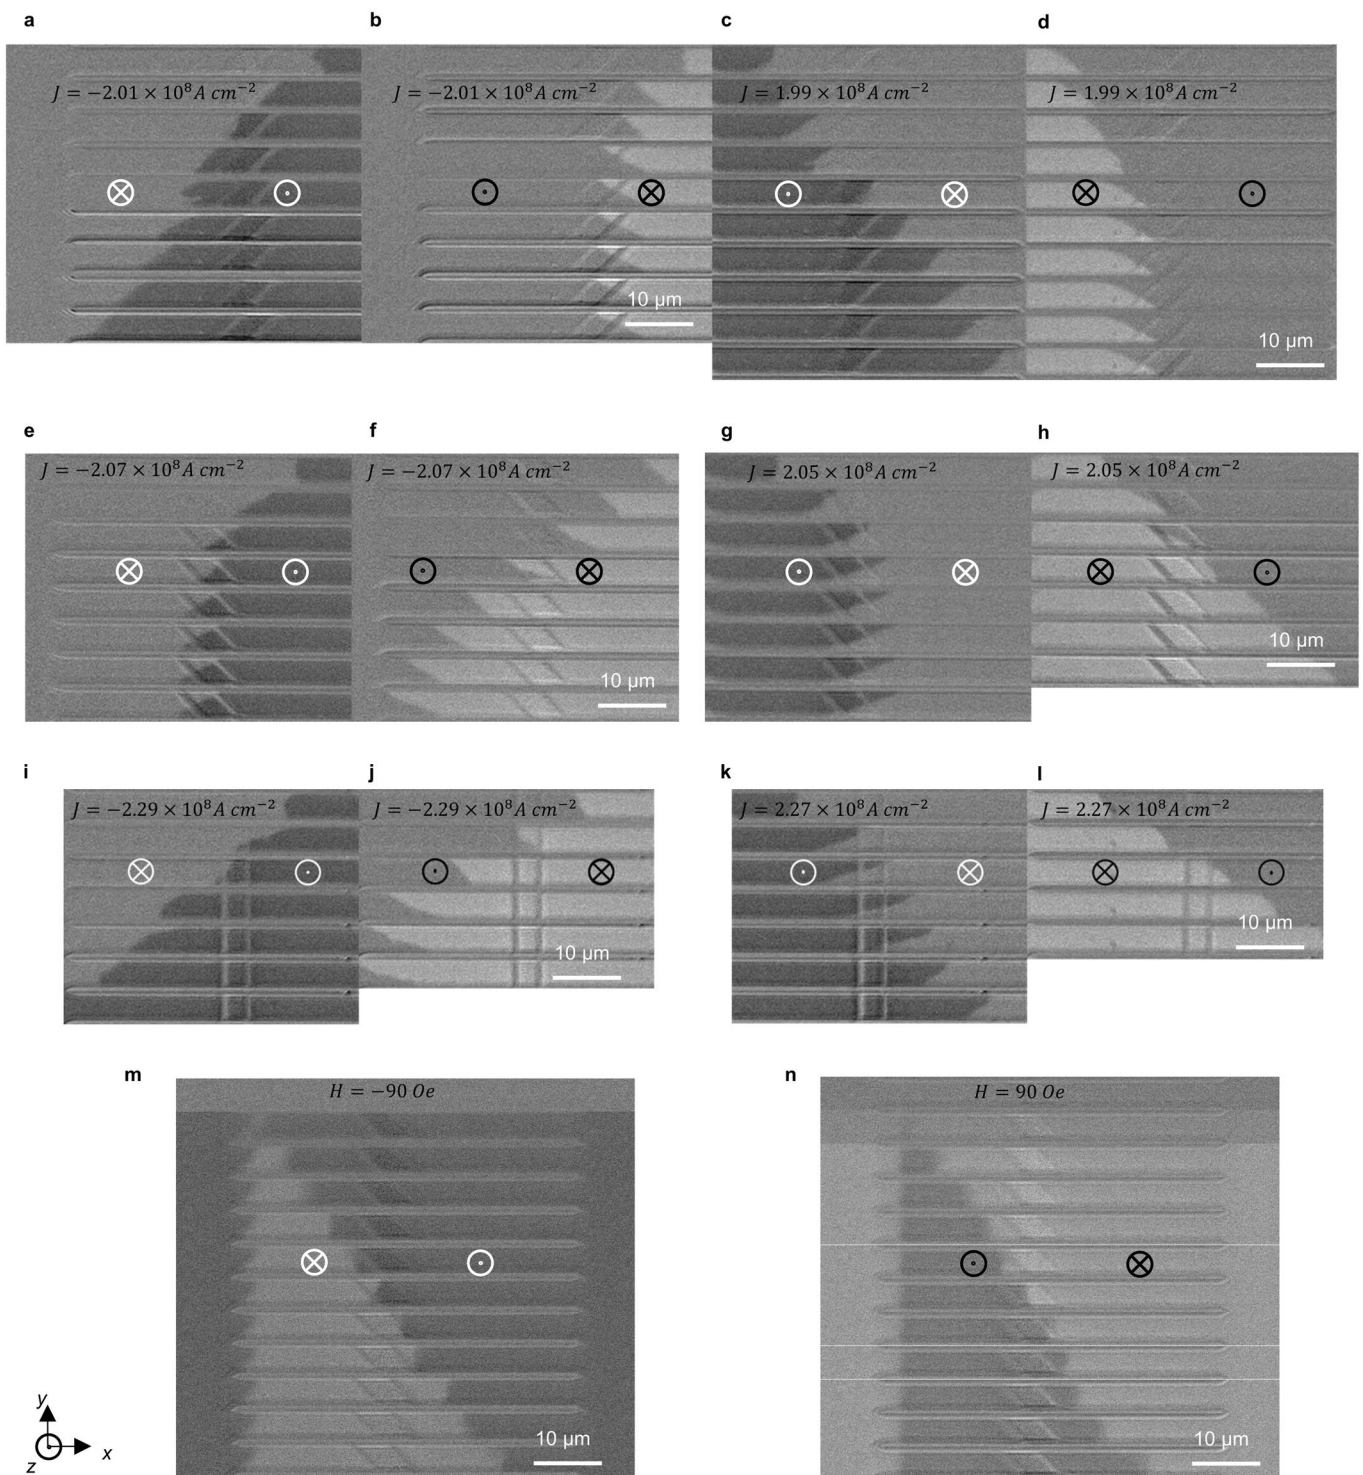 a
b
c
d
J = −2.01 × 10⁸A cm⁻²
J = −2.01 × 10⁸A cm⁻²
J = 1.99 × 10⁸A cm⁻²
J = 1.99 × 10⁸A cm⁻²
10 μm
10 μm
e
f
g
h
J = −2.07 × 10⁸A cm⁻²
J = −2.07 × 10⁸A cm⁻²
J = 2.05 × 10⁸A cm⁻²
J = 2.05 × 10⁸A cm⁻²
10 μm
10 μm
i
j
k
l
J = −2.29 × 10⁸A cm⁻²
J = −2.29 × 10⁸A cm⁻²
J = 2.27 × 10⁸A cm⁻²
J = 2.27 × 10⁸A cm⁻²
10 μm
10 μm
m
n
H = −90 Oe
H = 90 Oe
10 μm
10 μm
y
x
z